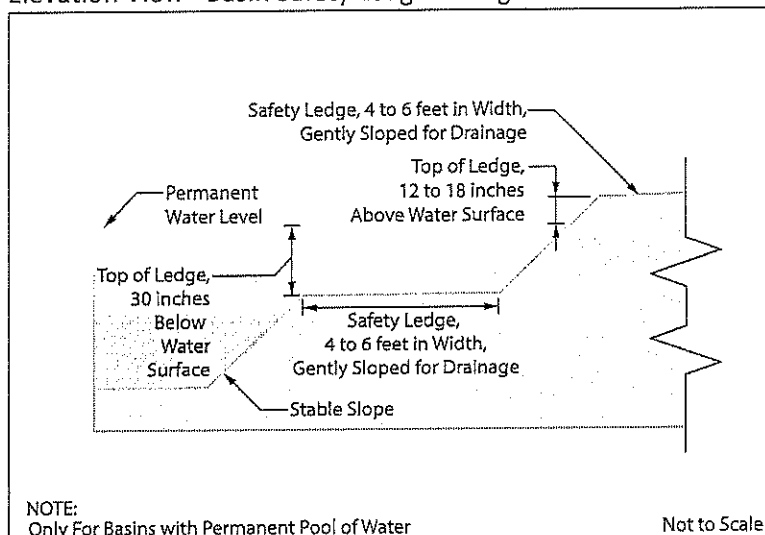 Safety Ledge, 4 to 6 feet in Width,
Gently Sloped for Drainage
Top of Ledge,
12 to 18 inches
Above Water Surface
Permanent
Water Level
Top of Ledge,
30 inches
Below
Water
Surface
Safety Ledge,
4 to 6 feet in Width,
Gently Sloped for Drainage
Stable Slope
NOTE:
Only For Basins with Permanent Pool of Water
Not to Scale